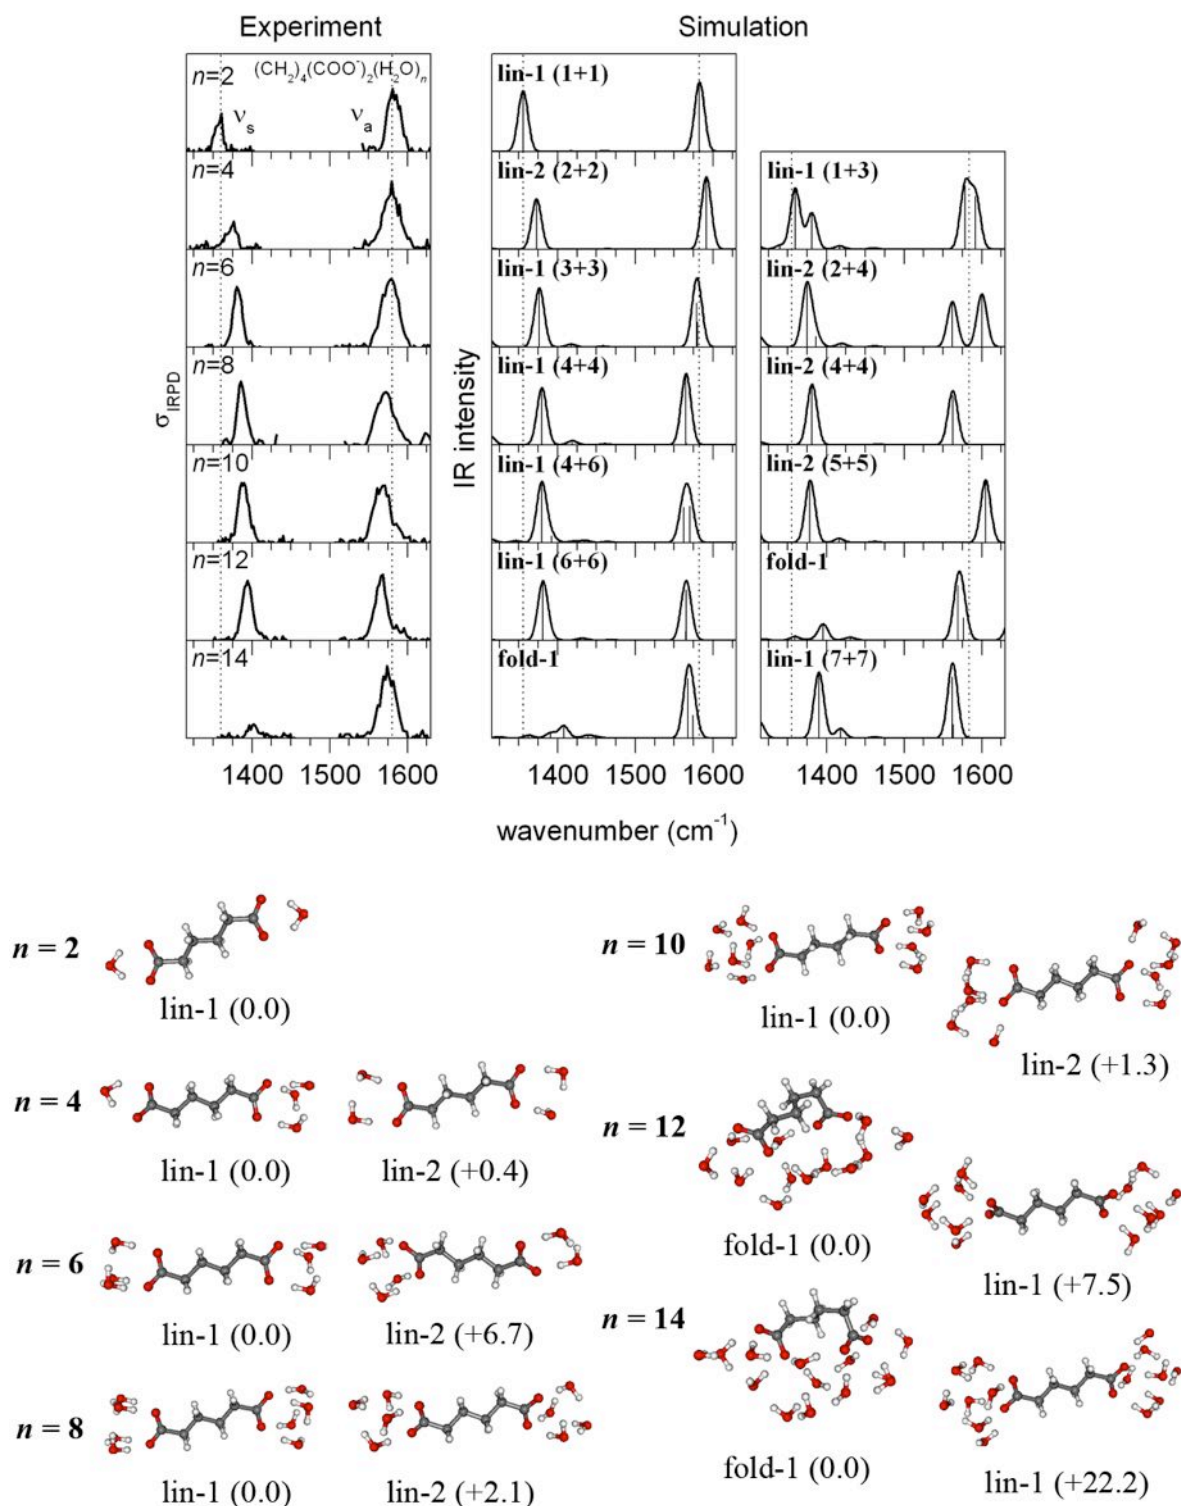 Experiment
Simulation
n=2
(CH2)4(COO-)2(H2O)n
νs
νa
lin-1 (1+1)
n=4
lin-2 (2+2)
lin-1 (1+3)
n=6
lin-1 (3+3)
lin-2 (2+4)
n=8
lin-1 (4+4)
lin-2 (4+4)
σIRPD
IR intensity
n=10
lin-1 (4+6)
lin-2 (5+5)
n=12
lin-1 (6+6)
fold-1
n=14
fold-1
lin-1 (7+7)
1400 1500 1600 1400 1500 1600 1400 1500 1600
wavenumber (cm-1)
n = 2
lin-1 (0.0)
n = 4
lin-1 (0.0)
lin-2 (+0.4)
n = 6
lin-1 (0.0)
lin-2 (+6.7)
n = 8
lin-1 (0.0)
lin-2 (+2.1)
n = 10
lin-1 (0.0)
lin-2 (+1.3)
n = 12
fold-1 (0.0)
lin-1 (+7.5)
n = 14
fold-1 (0.0)
lin-1 (+22.2)